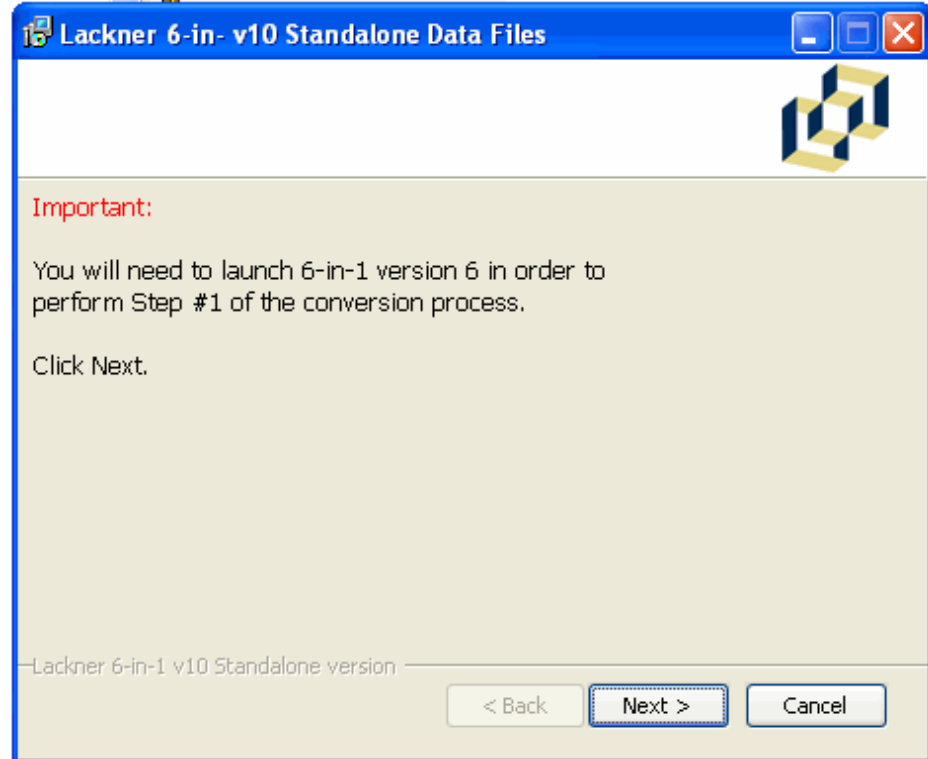 Lackner 6-in- v10 Standalone Data Files
Important:
You will need to launch 6-in-1 version 6 in order to
perform Step #1 of the conversion process.
Click Next.
Lackner 6-in-1 v10 Standalone version
< Back Next > Cancel